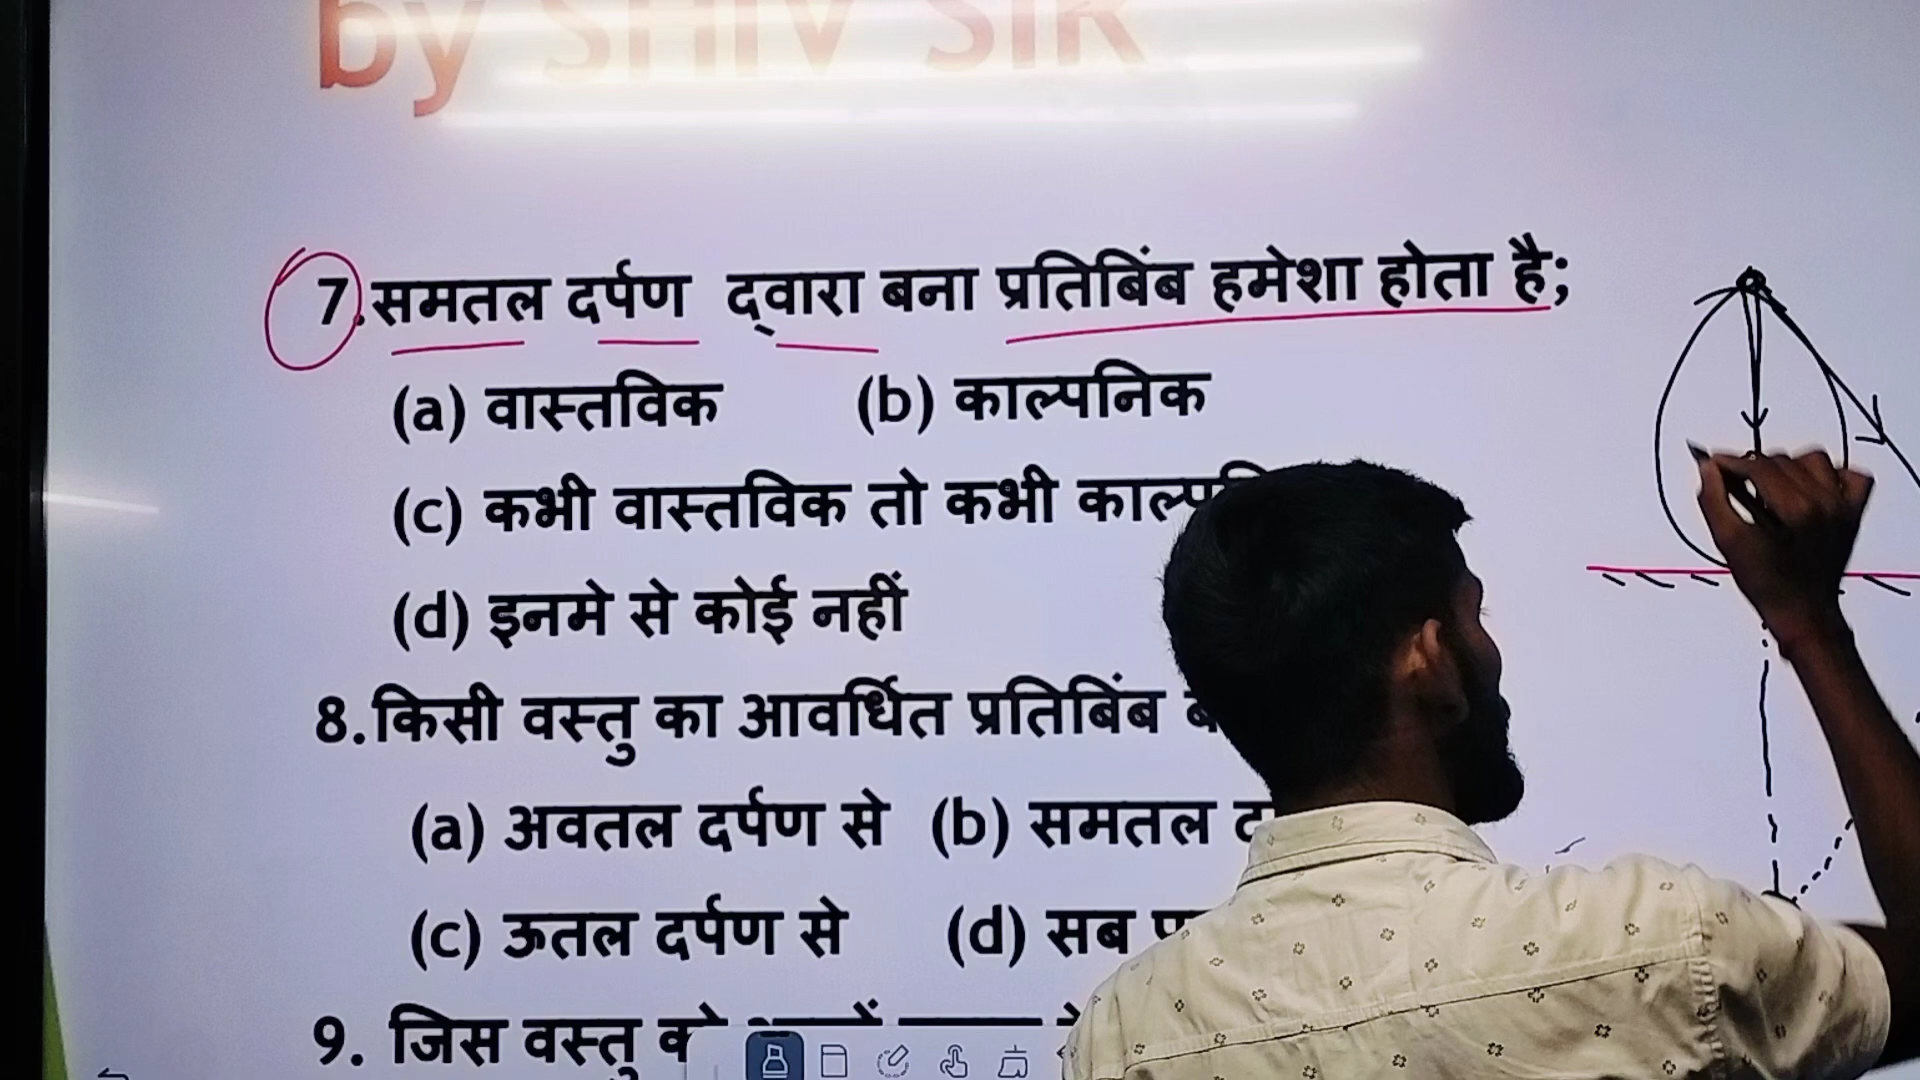 by SHIV SIR
7.समतल दर्पण द्वारा बना प्रतिबिंब हमेशा होता है;
(a) वास्तविक (b) काल्पनिक
(c) कभी वास्तविक तो कभी
(d) इनमे से कोई नहीं
8.किसी वस्तु का आवर्धित प्रतिबिंब
(a) अवतल दर्पण से (b) समतल
(c) ऊतल दर्पण से (d) सब
9. जिस वस्तु